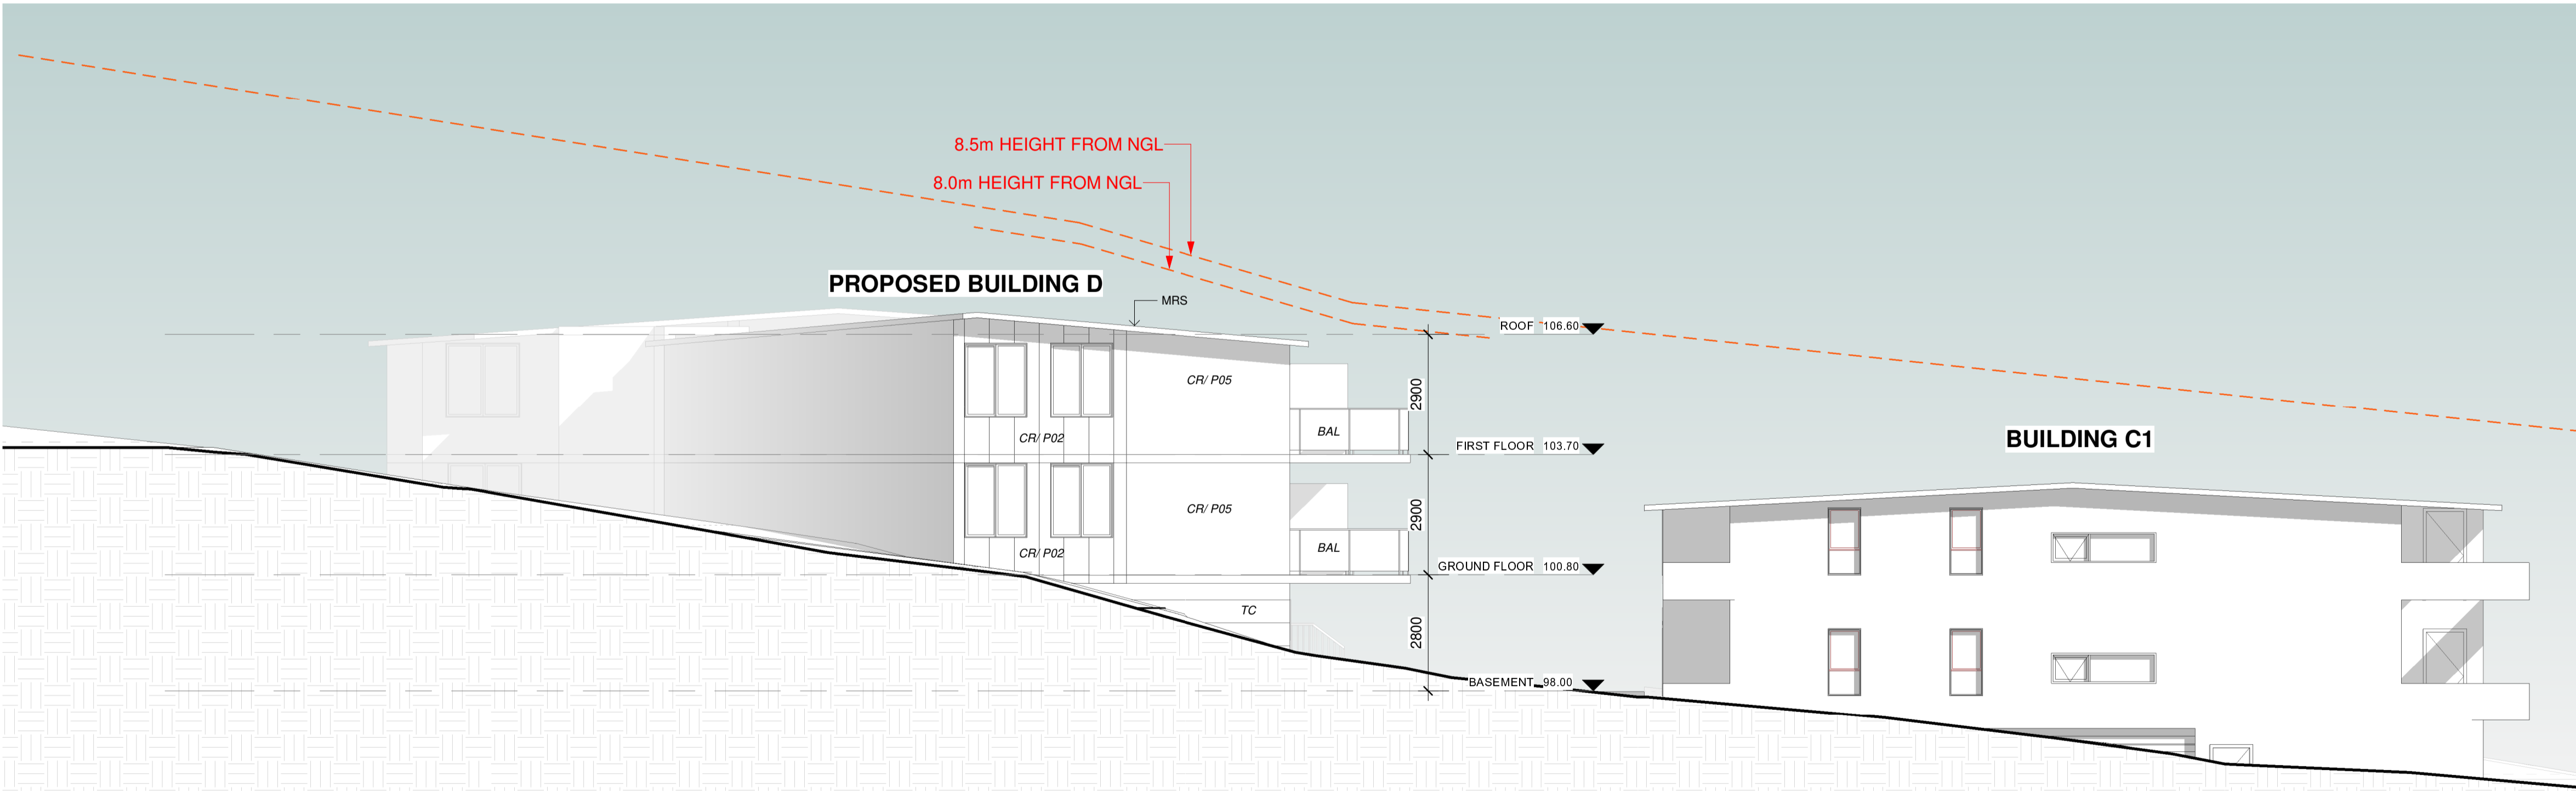 8.5m HEIGHT FROM NGL
8.0m HEIGHT FROM NGL
PROPOSED BUILDING D
MRS
ROOF 106.60
CR/ P05
2900
BAL
CR/ P02
FIRST FLOOR 103.70
BUILDING C1
CR/ P05
2900
BAL
CR/ P02
GROUND FLOOR 100.80
TC
2800
BASEMENT 98.00